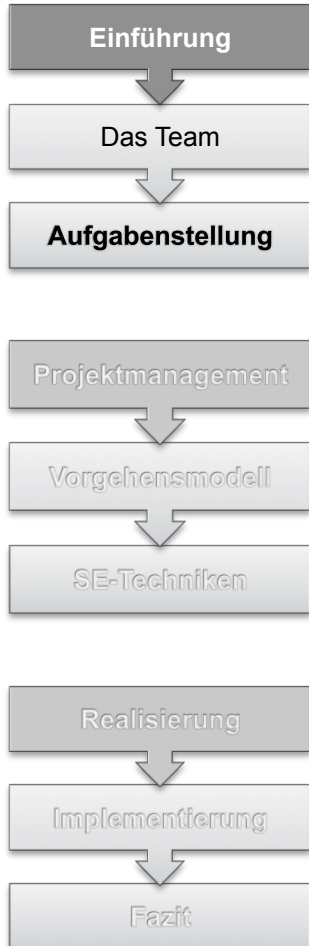 Einführung
Das Team
Aufgabenstellung
Projektmanagement
Vorgehensmodell
SE-Techniken
Realisierung
Implementierung
Fazit